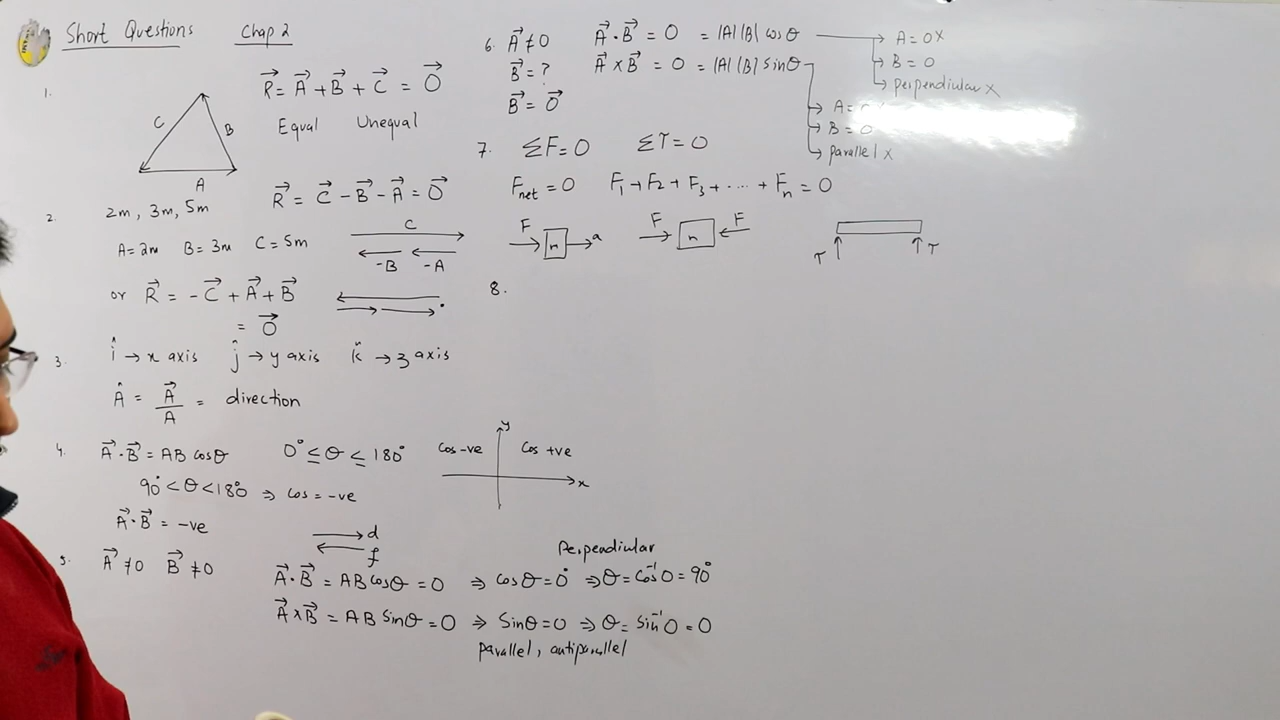 Short Questions Chap 2
1.
C B A
R⃗ = A⃗ + B⃗ + C⃗ = O⃗
Equal Unequal
R⃗ = C⃗ - B⃗ - A⃗ = O⃗
2. 2m, 3m, 5m
A=2m B=3m C=5m
C
-B -A
or R⃗ = -C⃗ + A⃗ + B⃗
= O⃗
3. î → x axis ĵ → y axis k̂ → z axis
Â = A⃗/A = direction
4. A⃗·B⃗ = AB cosθ 0° ≤ θ ≤ 180°
90° < θ < 180° ⇒ Cos = -ve
A⃗·B⃗ = -ve
Cos -ve Cos +ve
y
x
d
f
5. A⃗ ≠0 B⃗ ≠0
Perpendiular
A⃗·B⃗ = AB cosθ = 0 ⇒ cosθ = 0° ⇒ θ = Cos⁻¹0 = 90°
A⃗×B⃗ = AB Sinθ = 0 ⇒ Sinθ = 0 ⇒ θ = Sin⁻¹0 = 0
parallel, antiparallel
6. A⃗ ≠ 0 A⃗·B⃗ = 0 = |A||B| cosθ
B⃗ = ? A⃗×B⃗ = 0 = |A||B| sinθ
B⃗ = O⃗
A = 0 x
B = 0
perpendiular x
A =
B = 0
parallel x
7. ΣF=0 Στ=0
Fnet = 0 F₁ + F₂ + F₃ + .... + Fn = 0
F m a
F m F
τ τ
8.